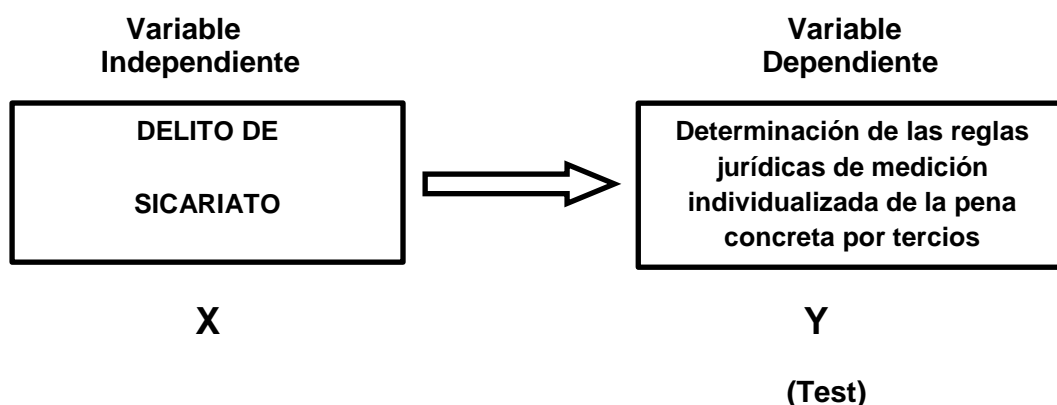 Variable
Independiente
DELITO DE
SICARIATO
X
Variable
Dependiente
Determinación de las reglas
jurídicas de medición
individualizada de la pena
concreta por tercios
Y
(Test)